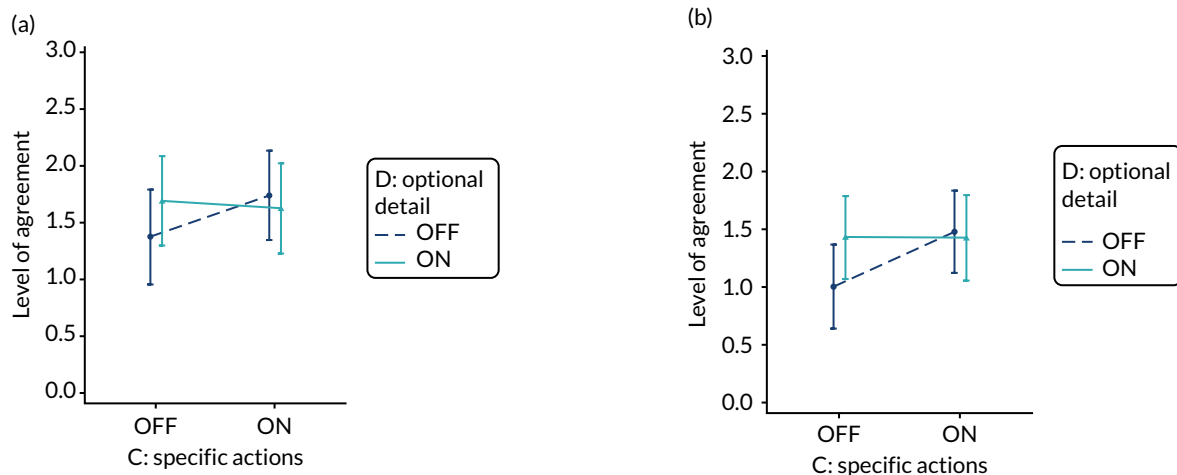 (a)
3.0
2.5
2.0
1.5
1.0
0.5
0.0
Level of agreement
OFF
ON
C: specific actions
D: optional
detail
OFF
ON
(b)
3.0
2.5
2.0
1.5
1.0
0.5
0.0
Level of agreement
OFF
ON
C: specific actions
D: optional
detail
OFF
ON